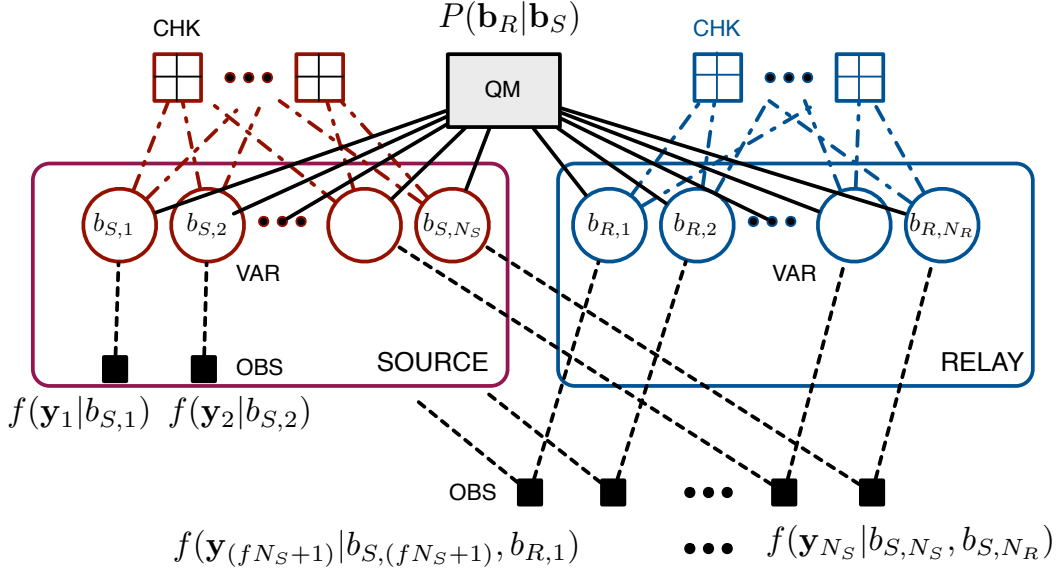 P(𝐛_R|𝐛_S)
CHK
CHK
QM
b_{S,1}
b_{S,2}
b_{S,N_S}
b_{R,1}
b_{R,2}
b_{R,N_R}
VAR
VAR
OBS
SOURCE
RELAY
f(𝐲_1|b_{S,1})
f(𝐲_2|b_{S,2})
OBS
f(𝐲_{(fN_S+1)}|b_{S,(fN_S+1)}, b_{R,1})
f(𝐲_{N_S}|b_{S,N_S}, b_{S,N_R})